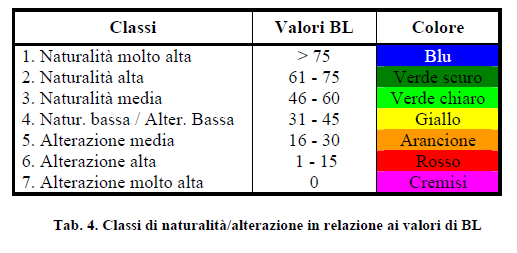 Classi Valori BL Colore
1. Naturalità molto alta > 75 Blu
2. Naturalità alta 61 - 75 Verde scuro
3. Naturalità media 46 - 60 Verde chiaro
4. Natur. bassa / Alter. Bassa 31 - 45 Giallo
5. Alterazione media 16 - 30 Arancione
6. Alterazione alta 1 - 15 Rosso
7. Alterazione molto alta 0 Cremisi
Tab. 4. Classi di naturalità/alterazione in relazione ai valori di BL